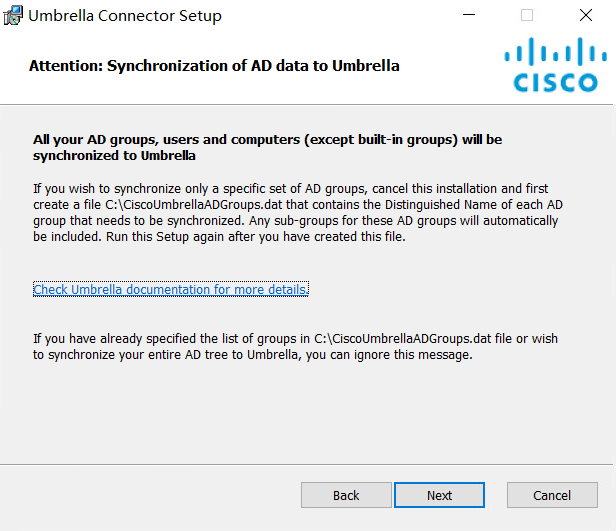 Umbrella Connector Setup
Attention: Synchronization of AD data to Umbrella
CISCO
All your AD groups, users and computers (except built-in groups) will be
synchronized to Umbrella
If you wish to synchronize only a specific set of AD groups, cancel this installation and first
create a file C:\CiscoUmbrellaADGroups.dat that contains the Distinguished Name of each AD
group that needs to be synchronized. Any sub-groups for these AD groups will automatically
be included. Run this Setup again after you have created this file.
Check Umbrella documentation for more details.
If you have already specified the list of groups in C:\CiscoUmbrellaADGroups.dat file or wish
to synchronize your entire AD tree to Umbrella, you can ignore this message.
Back
Next
Cancel